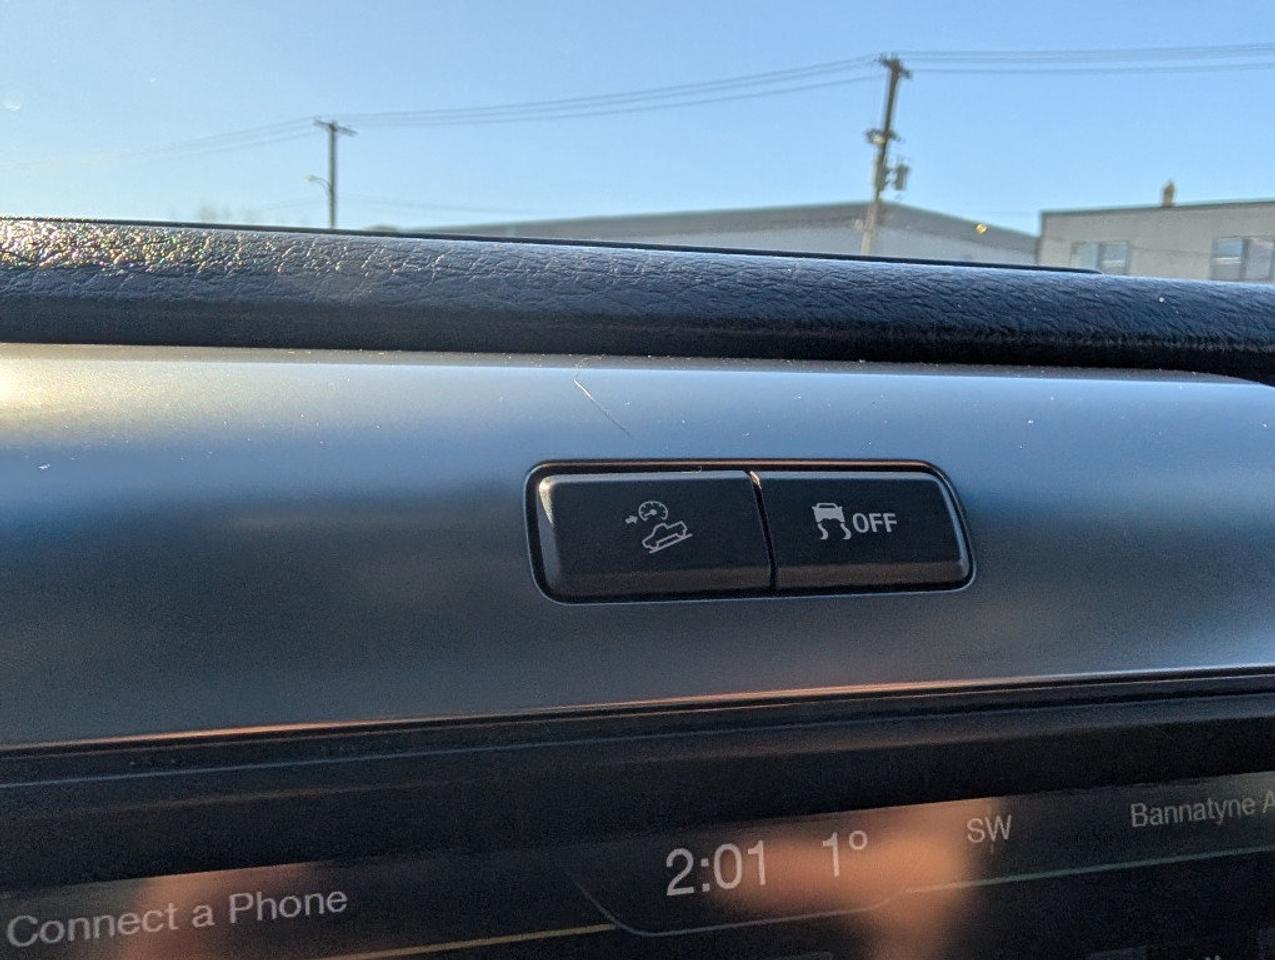 OFF
2:01 1° SW Bannatyne A
Connect a Phone